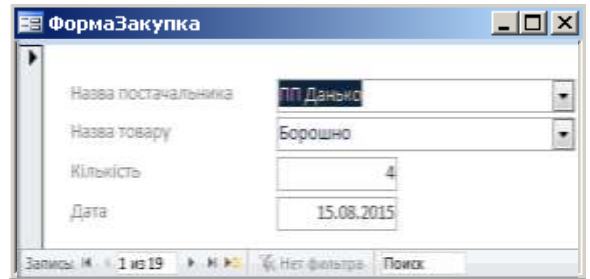 ФормаЗакупка
Назва постачальника ПП Данько
Назва товару Борошно
Кількість 4
Дата 15.08.2015
Записи: 1 из 19 Нет фильтра Поиск